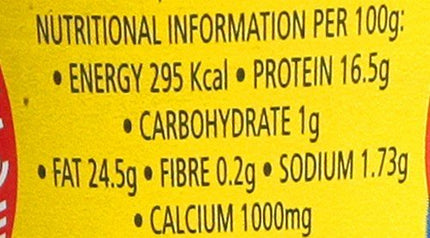 NUTRITIONAL INFORMATION PER 100g:
• ENERGY 295 Kcal • PROTEIN 16.5g
• CARBOHYDRATE 1g
• FAT 24.5g • FIBRE 0.2g • SODIUM 1.73g
• CALCIUM 1000mg